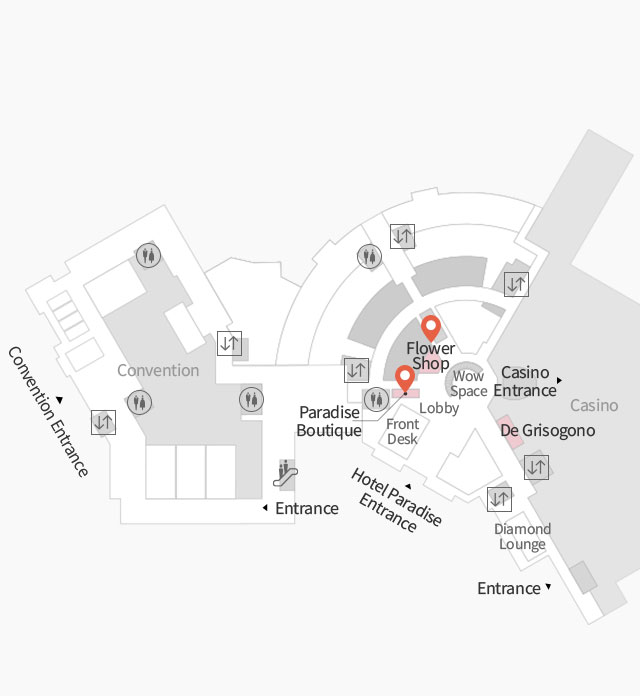 Flower
Shop
Convention
Wow
Space
Casino
Entrance
Casino
Convention Entrance
Paradise
Boutique
Lobby
Front
Desk
De Grisogono
Hotel Paradise
Entrance
Entrance
Diamond
Lounge
Entrance